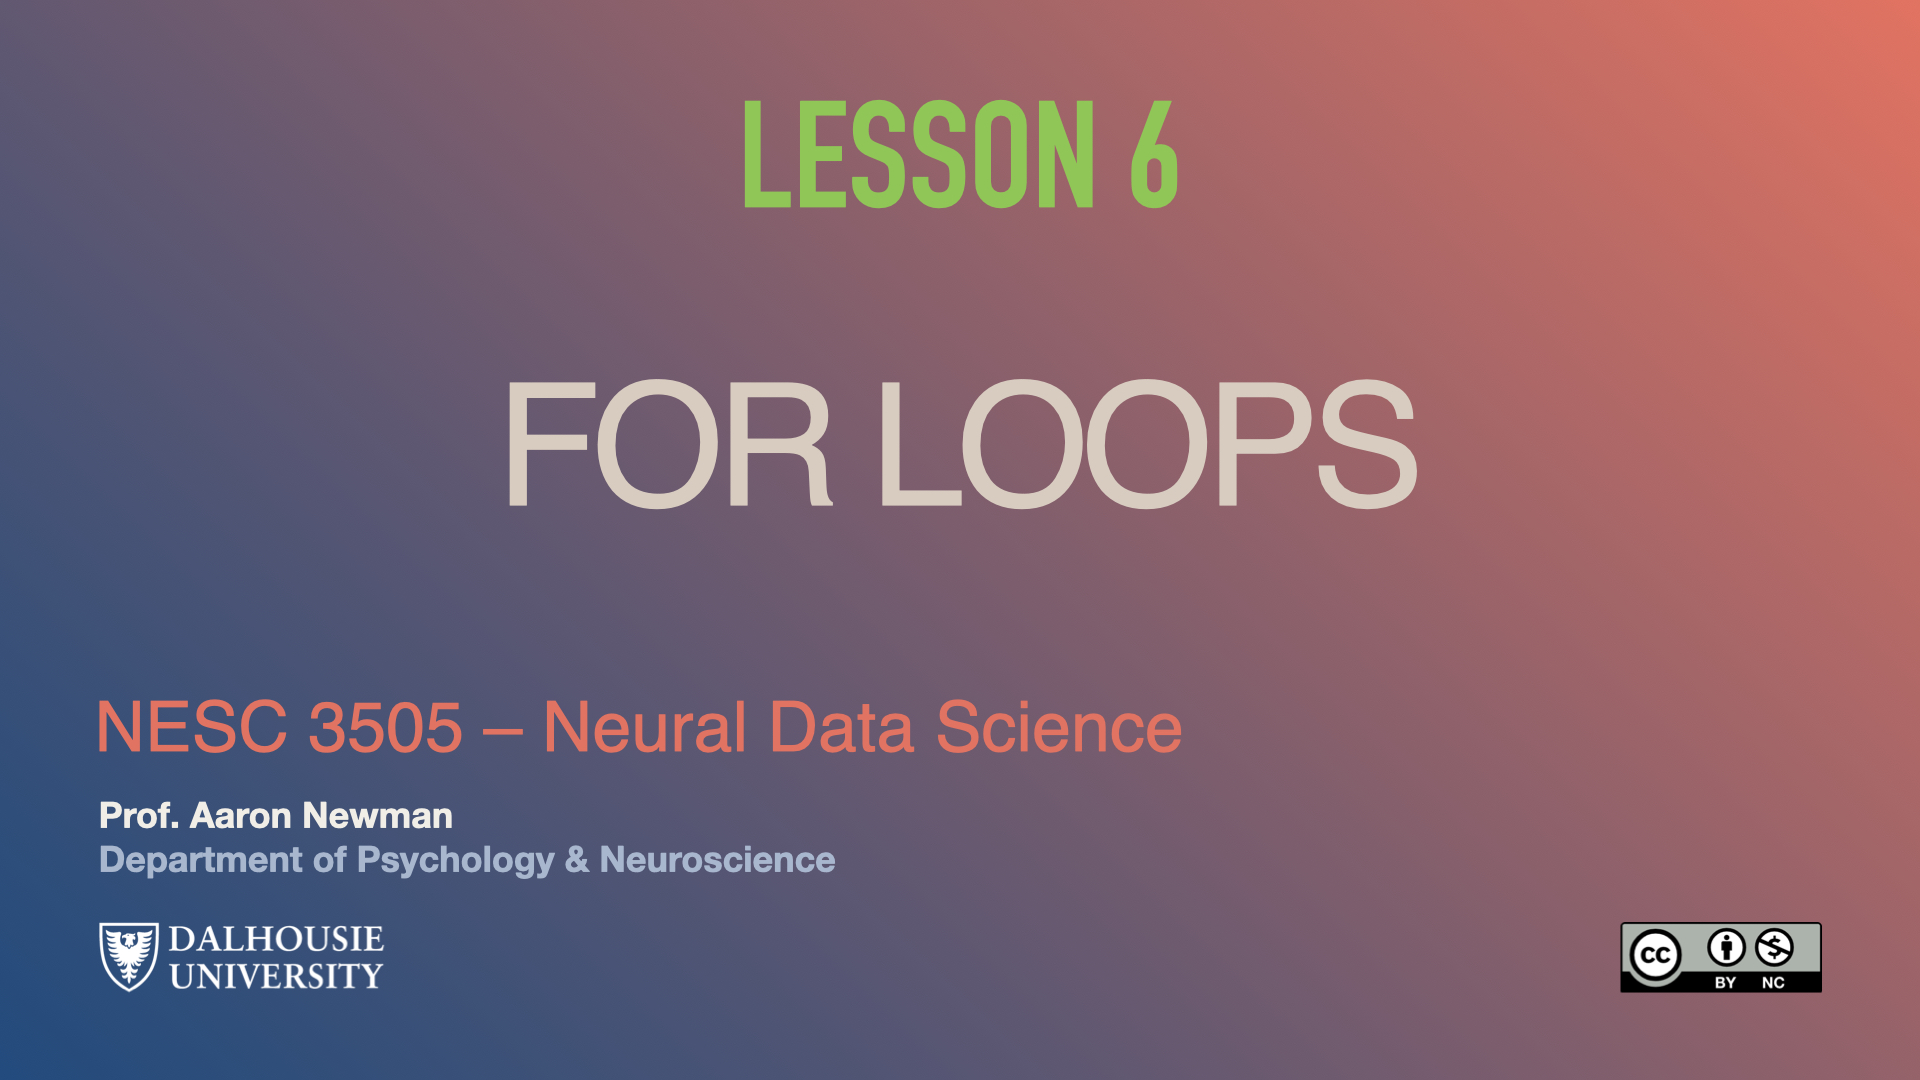 LESSON 6
FOR LOOPS
NESC 3505 – Neural Data Science
Prof. Aaron Newman
Department of Psychology & Neuroscience
DALHOUSIE
UNIVERSITY
CC
BY NC